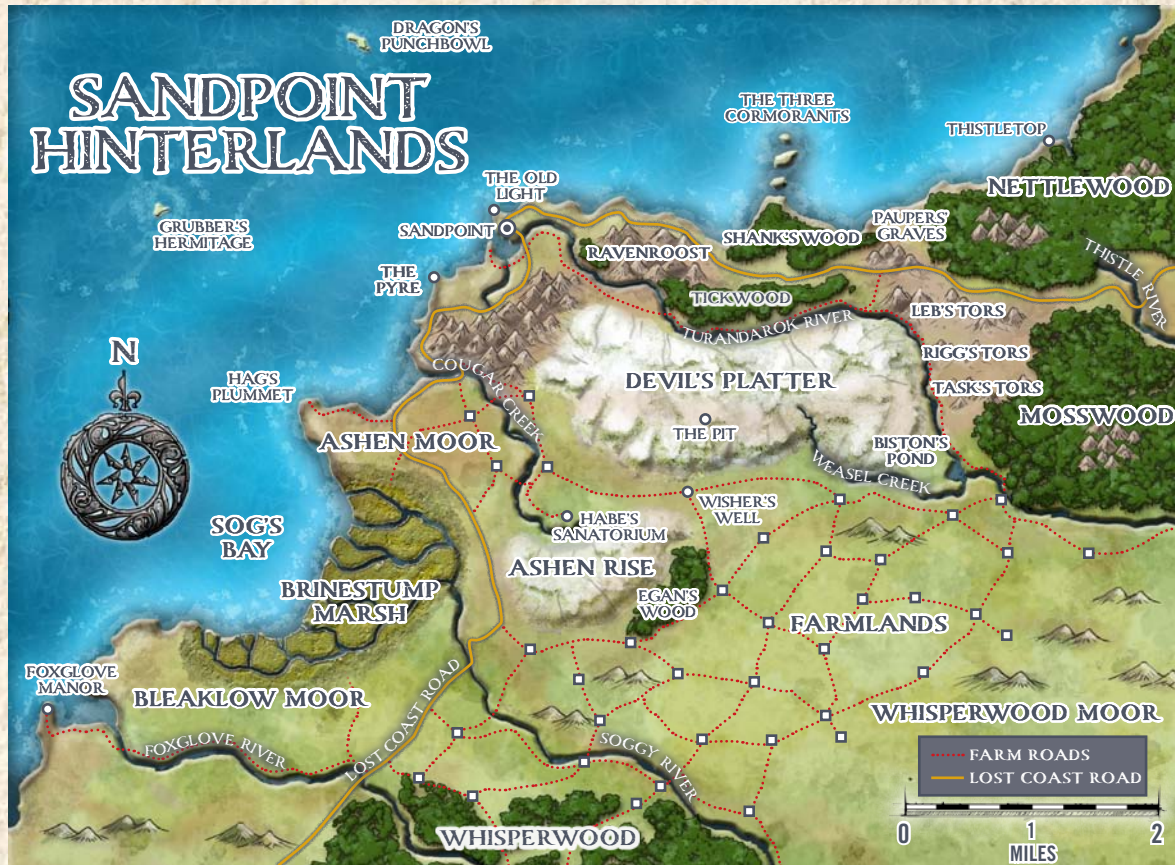 DRAGON'S
PUNCHBOWL
SANDPOINT
HINTERLANDS
THE THREE
CORMORANTS
THISTLETOP
NETTLEWOOD
THE OLD
LIGHT
GRUBBER'S
HERMITAGE
SANDPOINT
PAUPERS'
GRAVES
SHANK'S WOOD
RAVENROOST
THISTLE RIVER
THE
PYRE
TICKWOOD
LEB'S TORS
TURANDAROK RIVER
N
RIGG'S TORS
COUGAR CREEK
HAG'S
PLUMMET
DEVIL'S PLATTER
TASK'S TORS
MOSSWOOD
THE PIT
ASHEN MOOR
BISTON'S
POND
WEASEL CREEK
WISHER'S
WELL
SOG'S
BAY
HABE'S
SANATORIUM
ASHEN RISE
BRINESTUMP
MARSH
EGAN'S
WOOD
FARMLANDS
FOXGLOVE
MANOR
BLEAKLOW MOOR
LOST COAST ROAD
WHISPERWOOD MOOR
FOXGLOVE RIVER
SOGGY RIVER
FARM ROADS
LOST COAST ROAD
WHISPERWOOD
0 1 2
MILES